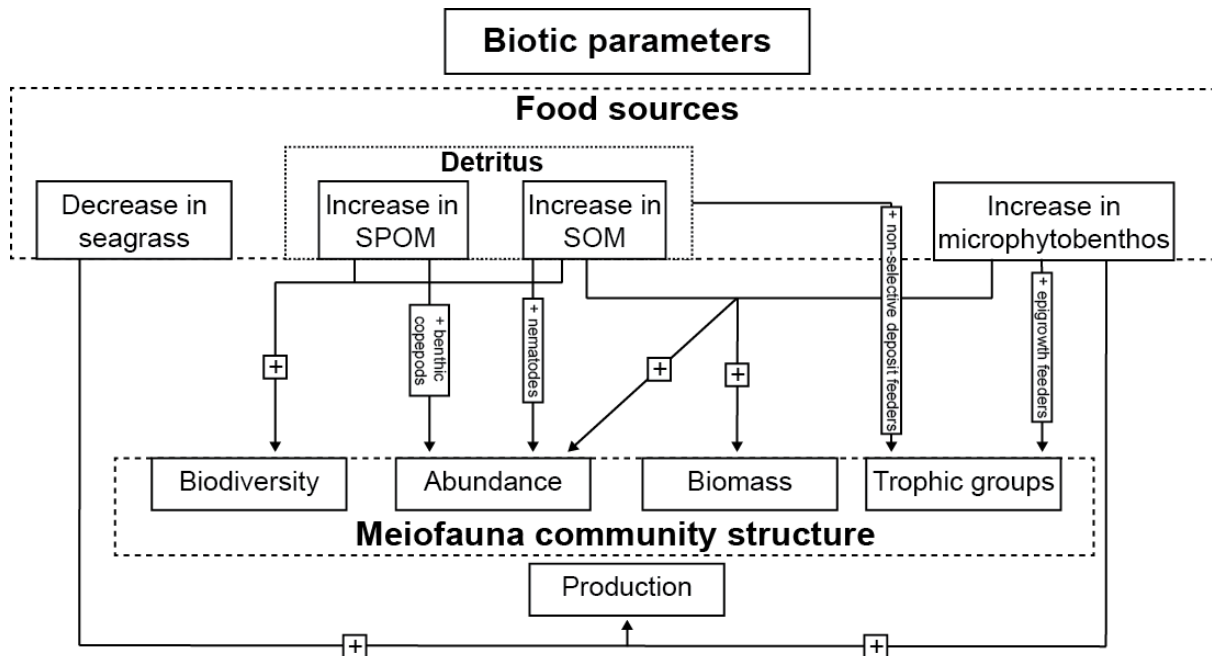 Biotic parameters
Food sources
Detritus
Decrease in
seagrass
Increase in
SPOM
Increase in
SOM
Increase in
microphytobenthos
+ benthic
copepods
+ nematodes
+ non-selective deposit feeders
+ epigrowth feeders
+
+
+
Biodiversity
Abundance
Biomass
Trophic groups
Meiofauna community structure
Production
+
+